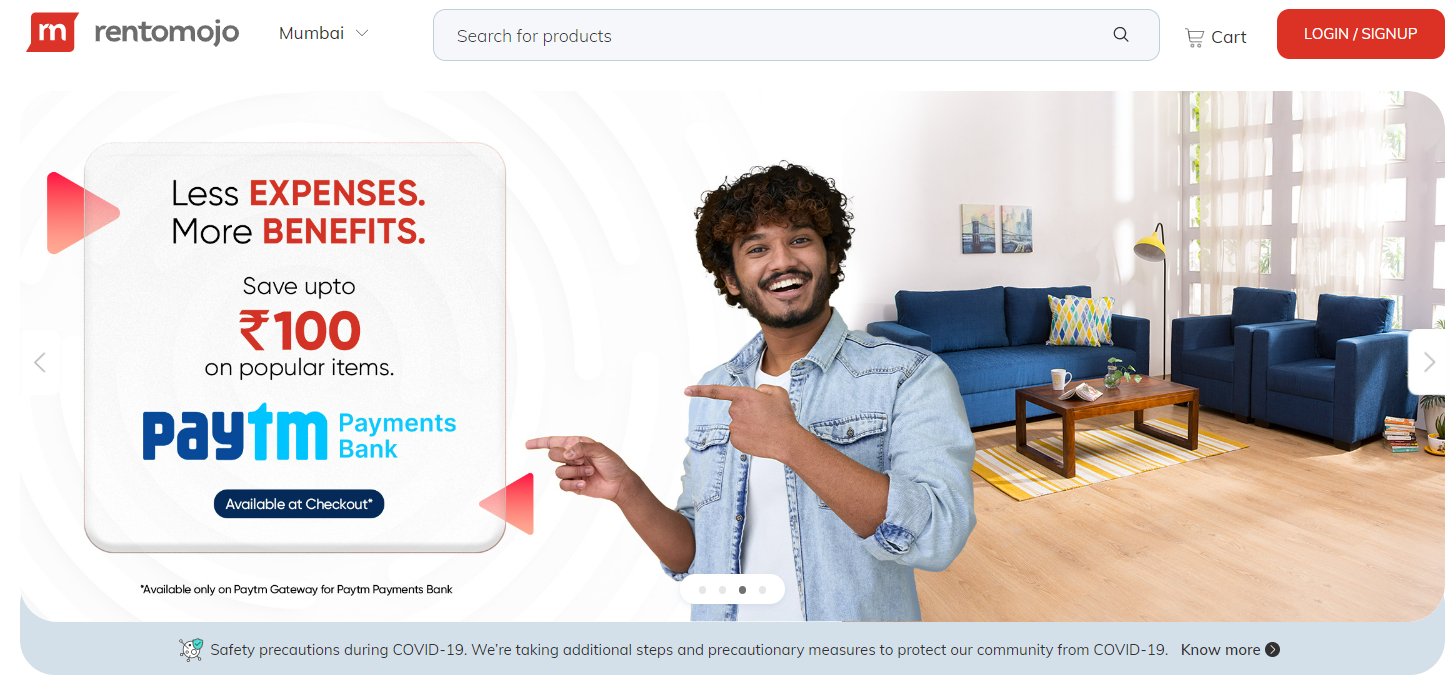 m rentomojo
Mumbai
Search for products
Cart
LOGIN / SIGNUP
Less EXPENSES.
More BENEFITS.
Save upto
₹100
on popular items.
paytm Payments
Bank
Available at Checkout*
*Available only on Paytm Gateway for Paytm Payments Bank
Safety precautions during COVID-19. We’re taking additional steps and precautionary measures to protect our community from COVID-19. Know more